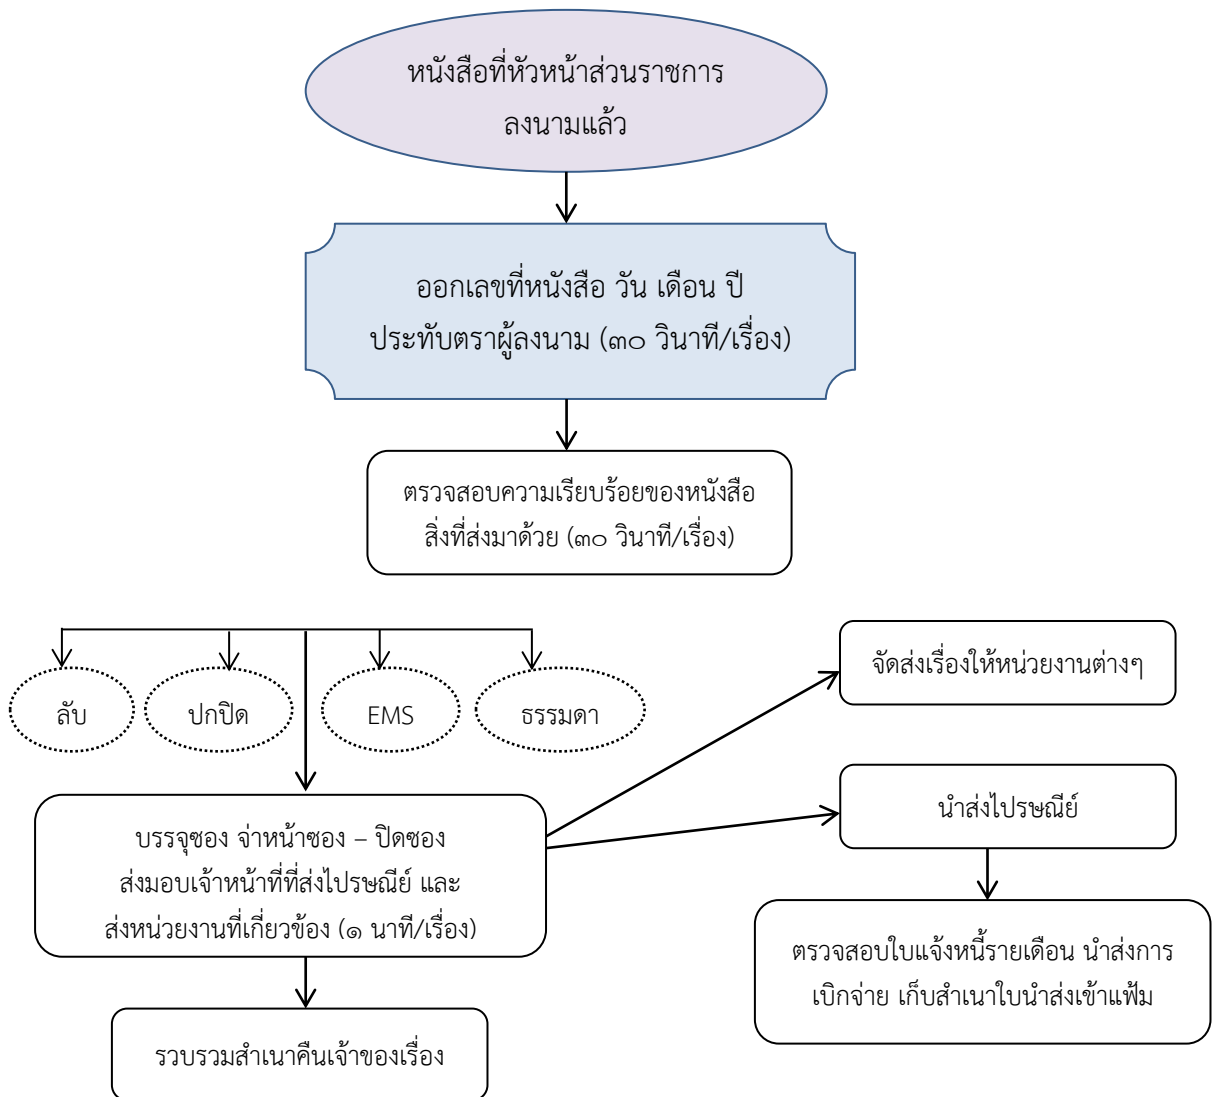 หนังสือที่หัวหน้าส่วนราชการ
ลงนามแล้ว
ออกเลขที่หนังสือ วัน เดือน ปี
ประทับตราผู้ลงนาม (๓๐ วินาที/เรื่อง)
ตรวจสอบความเรียบร้อยของหนังสือ
สิ่งที่ส่งมาด้วย (๓๐ วินาที/เรื่อง)
ลับ
ปกปิด
EMS
ธรรมดา
จัดส่งเรื่องให้หน่วยงานต่างๆ
บรรจุซอง จ่าหน้าซอง – ปิดซอง
ส่งมอบเจ้าหน้าที่ที่ส่งไปรษณีย์ และ
ส่งหน่วยงานที่เกี่ยวข้อง (๑ นาที/เรื่อง)
นำส่งไปรษณีย์
ตรวจสอบใบแจ้งหนี้รายเดือน นำส่งการ
เบิกจ่าย เก็บสำเนาใบนำส่งเข้าแฟ้ม
รวบรวมสำเนาคืนเจ้าของเรื่อง